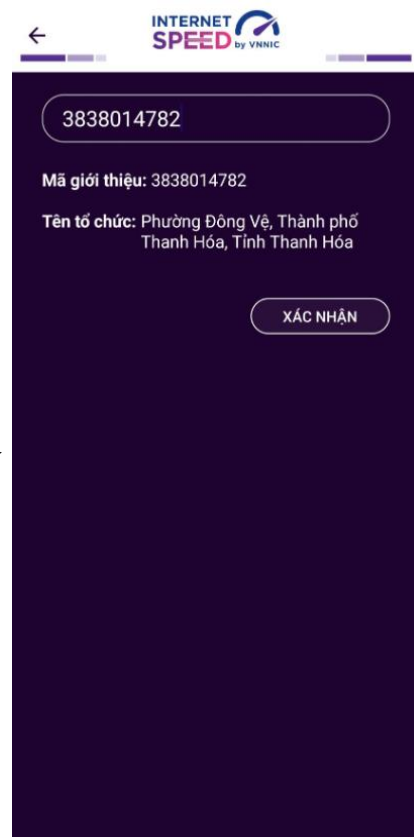 INTERNET
SPEED by VNNIC
3838014782
Mã giới thiệu: 3838014782
Tên tổ chức: Phường Đông Vệ, Thành phố
Thanh Hóa, Tỉnh Thanh Hóa
XÁC NHẬN